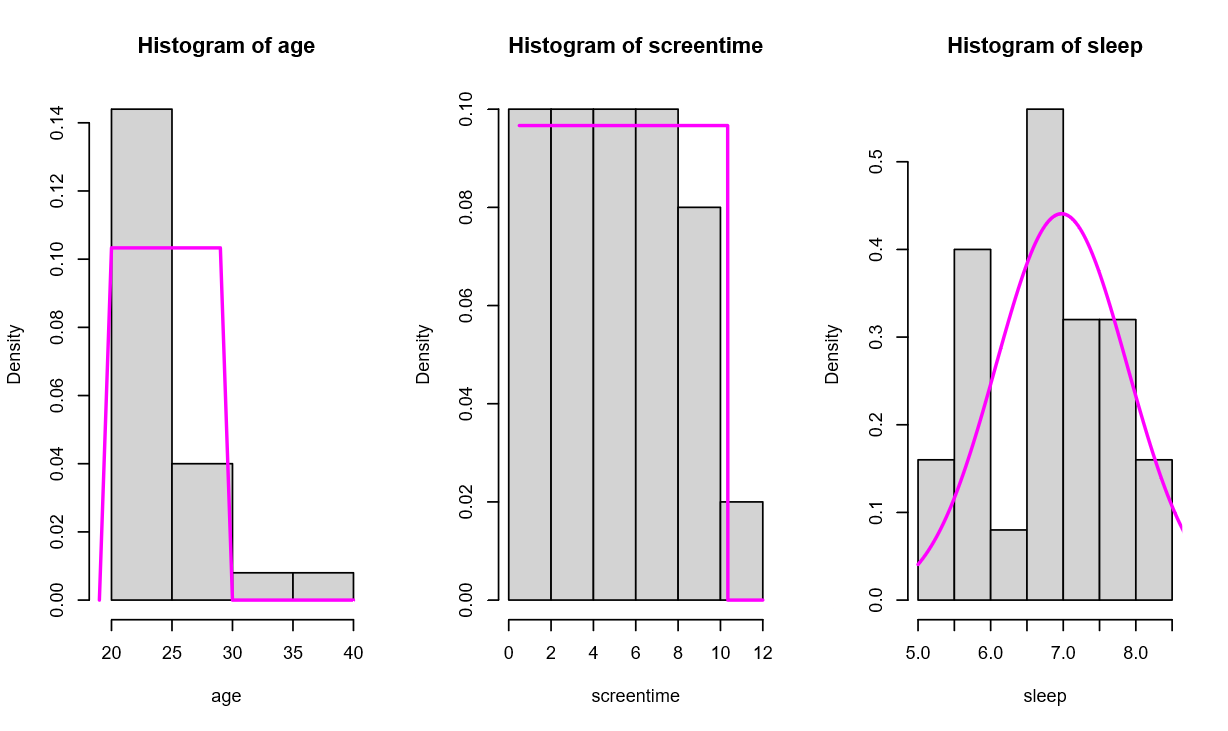 Histogram of age
Density
0.00 0.02 0.04 0.06 0.08 0.10 0.12 0.14
20 25 30 35 40
age
Histogram of screentime
Density
0.00 0.02 0.04 0.06 0.08 0.10
0 2 4 6 8 10 12
screentime
Histogram of sleep
Density
0.0 0.1 0.2 0.3 0.4 0.5
5.0 6.0 7.0 8.0
sleep